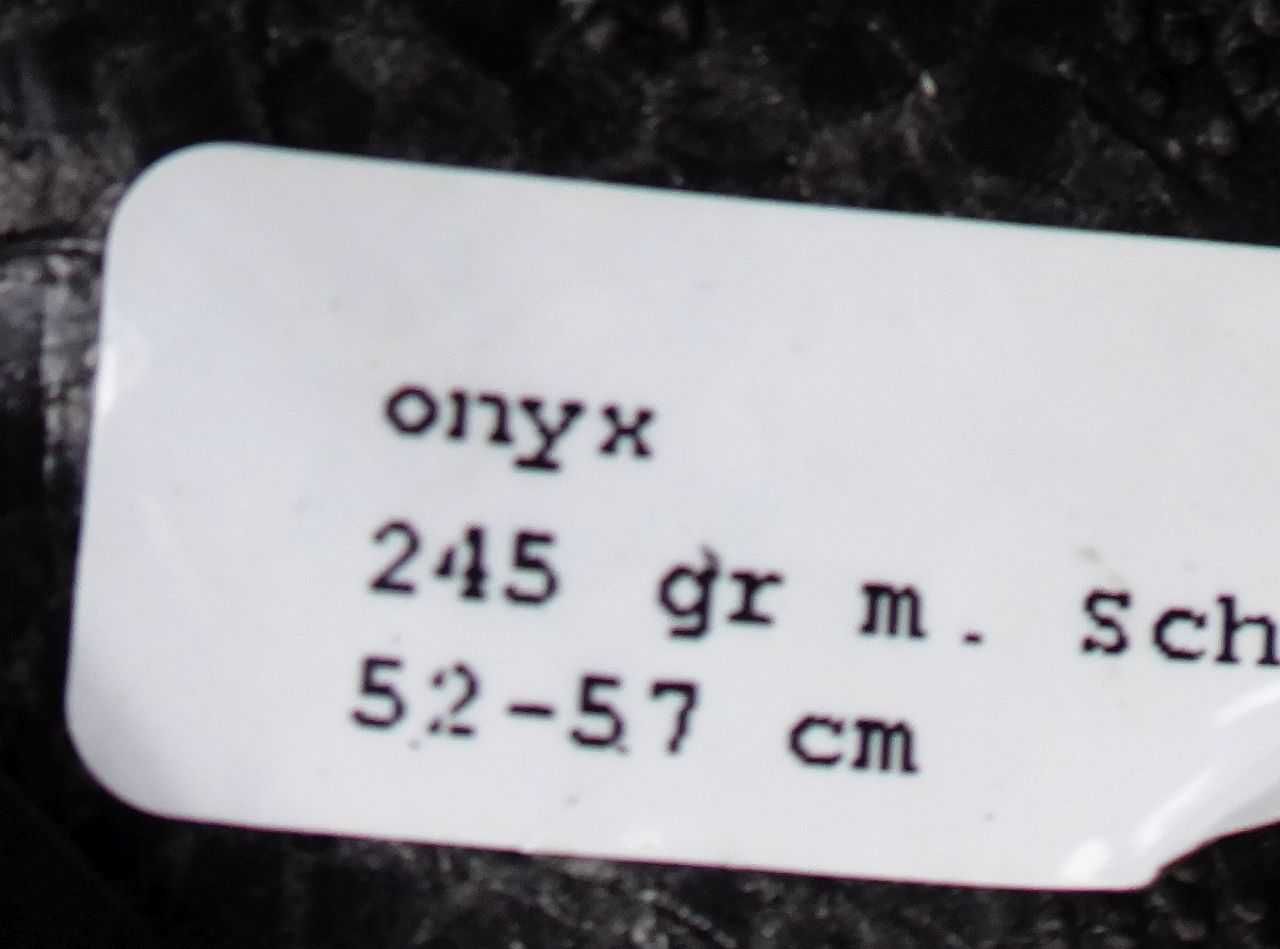 onyx
245 gr m. Sch
52-57 cm